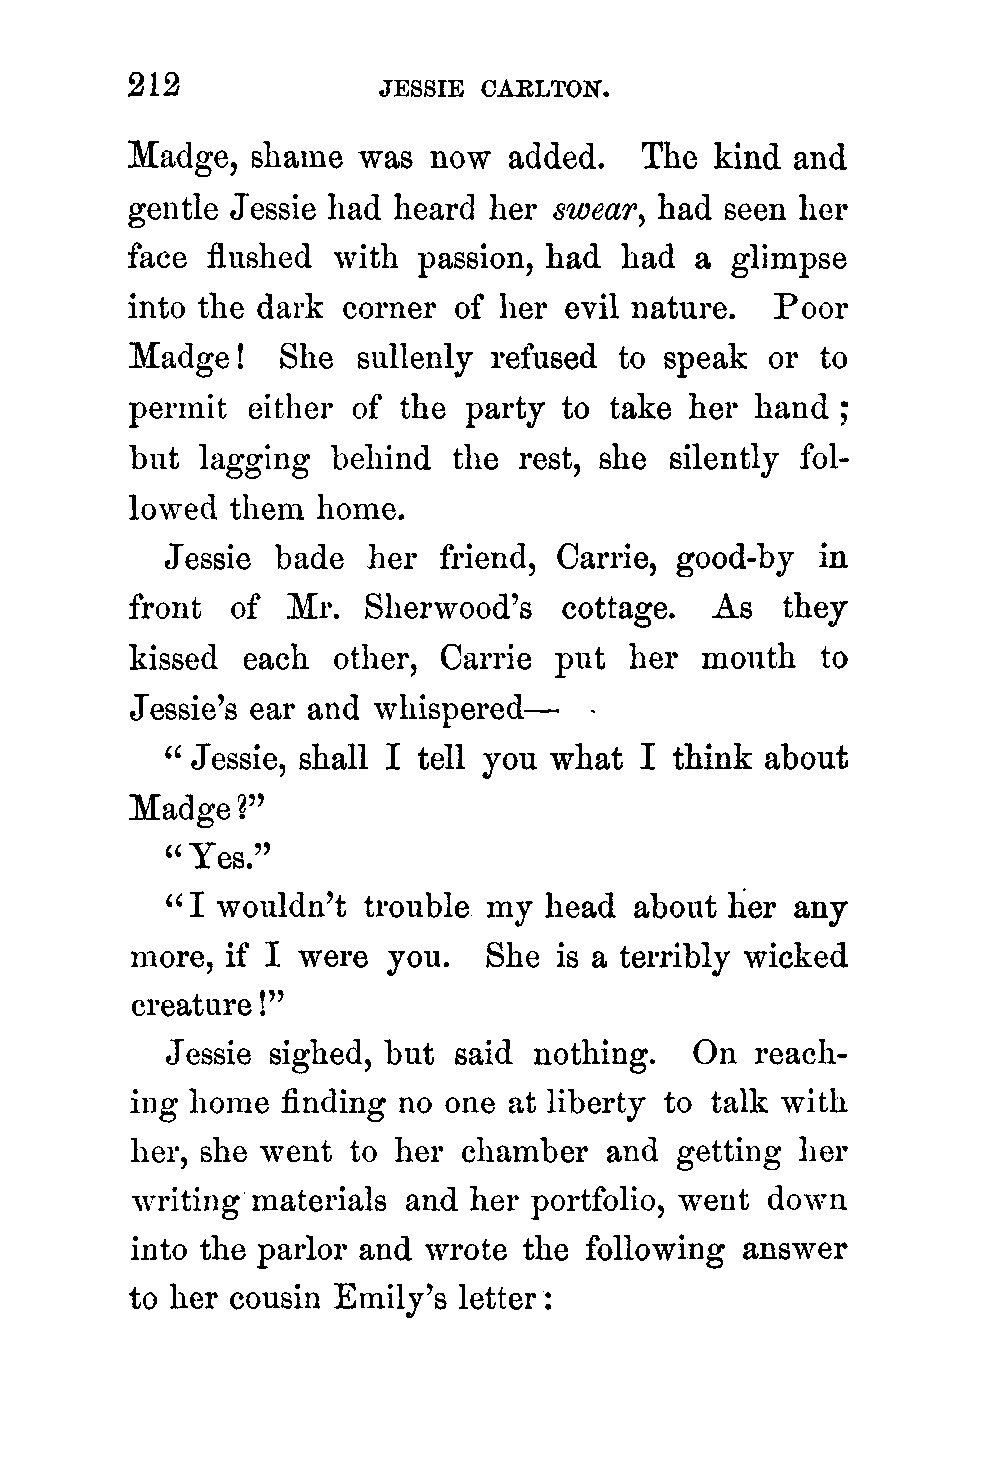 212 JESSIE CARLTON.
Madge, shame was now added. The kind and
gentle Jessie had heard her swear, had seen her
face flushed with passion, had had a glimpse
into the dark corner of her evil nature. Poor
Madge! She sullenly refused to speak or to
permit either of the party to take her hand;
but lagging behind the rest, she silently fol-
lowed them home.
Jessie bade her friend, Carrie, good-by in
front of Mr. Sherwood's cottage. As they
kissed each other, Carrie put her mouth to
Jessie's ear and whispered—
"Jessie, shall I tell you what I think about
Madge?"
"Yes."
"I wouldn't trouble my head about her any
more, if I were you. She is a terribly wicked
creature!"
Jessie sighed, but said nothing. On reach-
ing home finding no one at liberty to talk with
her, she went to her chamber and getting her
writing materials and her portfolio, went down
into the parlor and wrote the following answer
to her cousin Emily's letter: